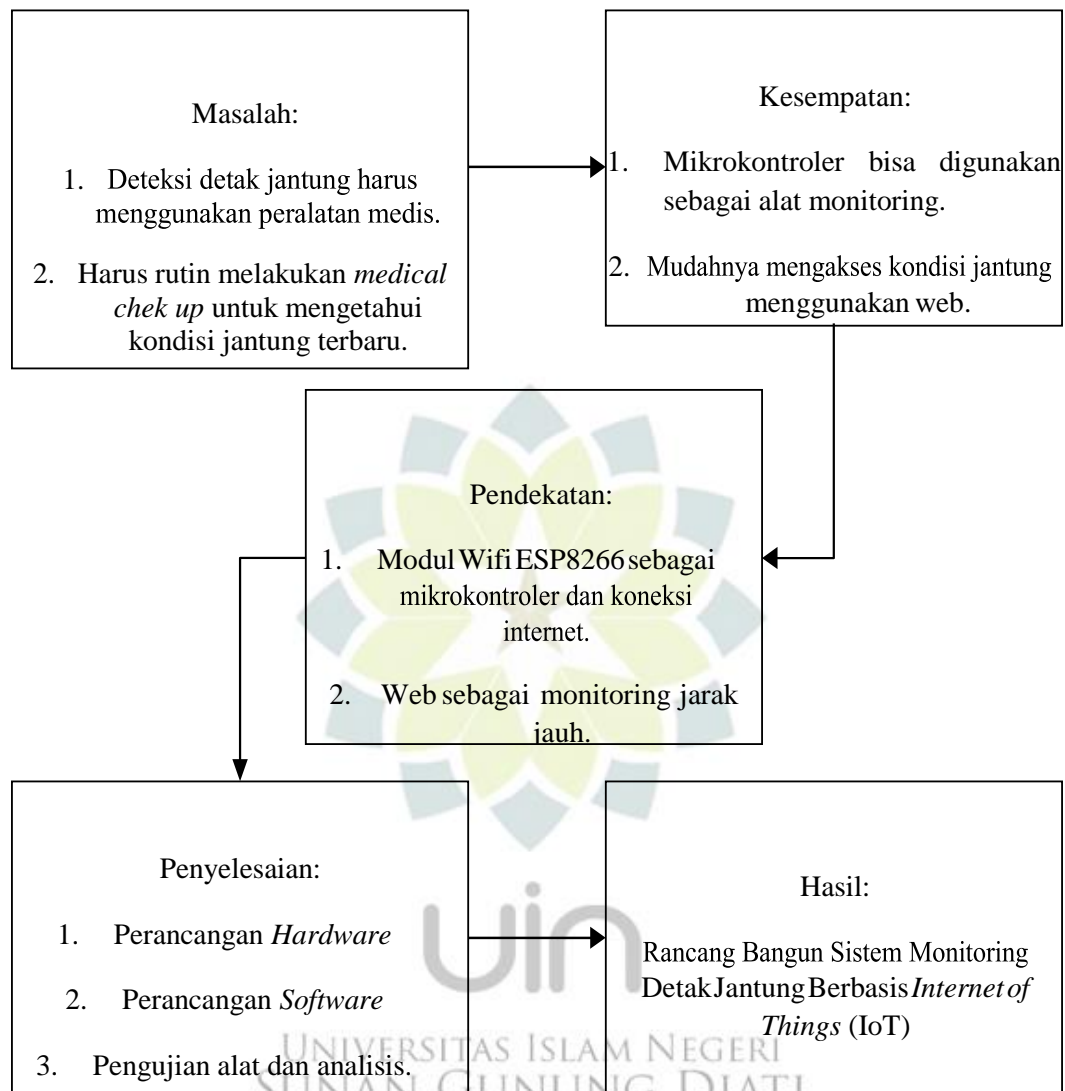 Masalah:
1. Deteksi detak jantung harus
menggunakan peralatan medis.
2. Harus rutin melakukan medical
chek up untuk mengetahui
kondisi jantung terbaru.
Kesempatan:
1. Mikrokontroler bisa digunakan
sebagai alat monitoring.
2. Mudahnya mengakses kondisi jantung
menggunakan web.
Pendekatan:
1. Modul Wifi ESP8266 sebagai
mikrokontroler dan koneksi
internet.
2. Web sebagai monitoring jarak
jauh.
Penyelesaian:
1. Perancangan Hardware
2. Perancangan Software
3. Pengujian alat dan analisis.
Hasil:
Rancang Bangun Sistem Monitoring
Detak Jantung Berbasis Internet of
Things (IoT)
uin
UNIVERSITAS ISLAM NEGERI
SUNAN GUNUNG DJATI